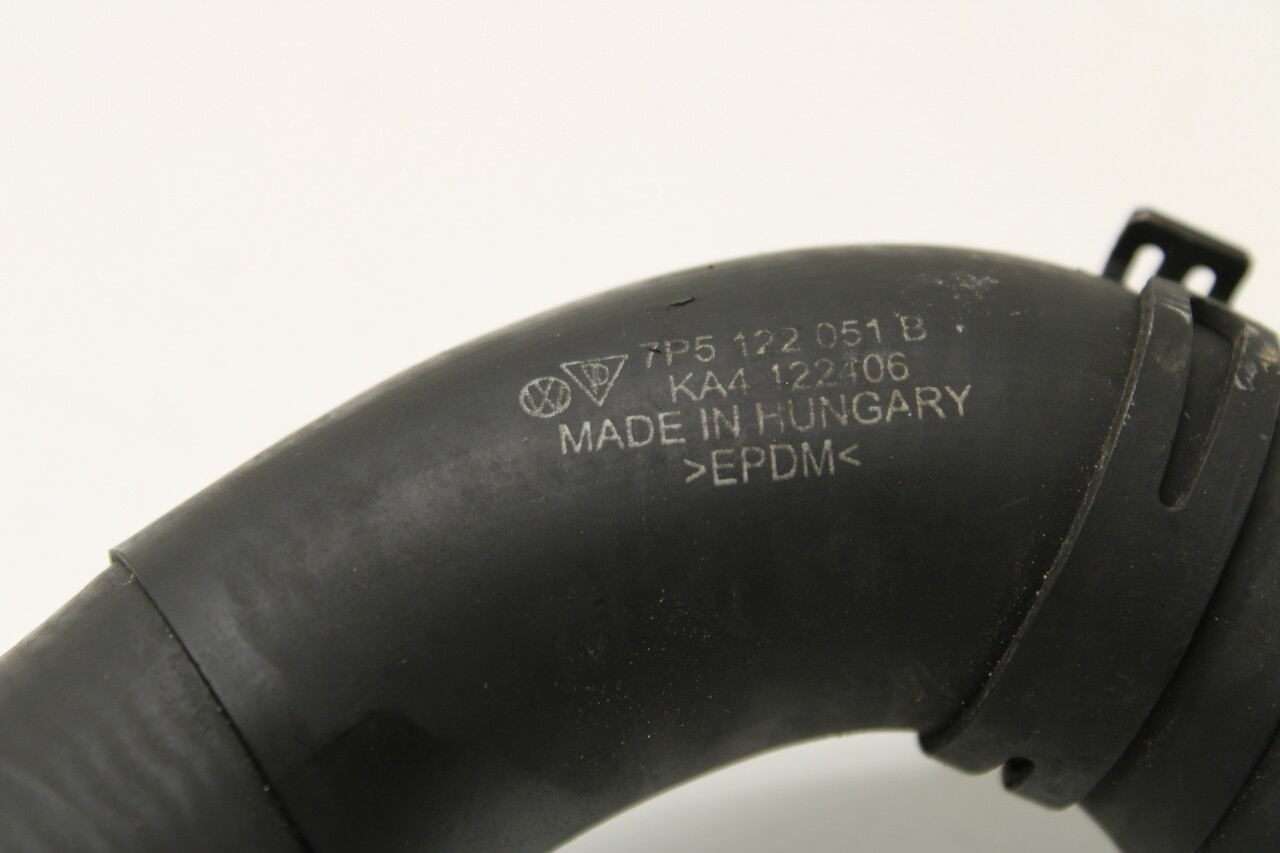 7P5 122 051 B
KA4 122406
MADE IN HUNGARY
>EPDM<